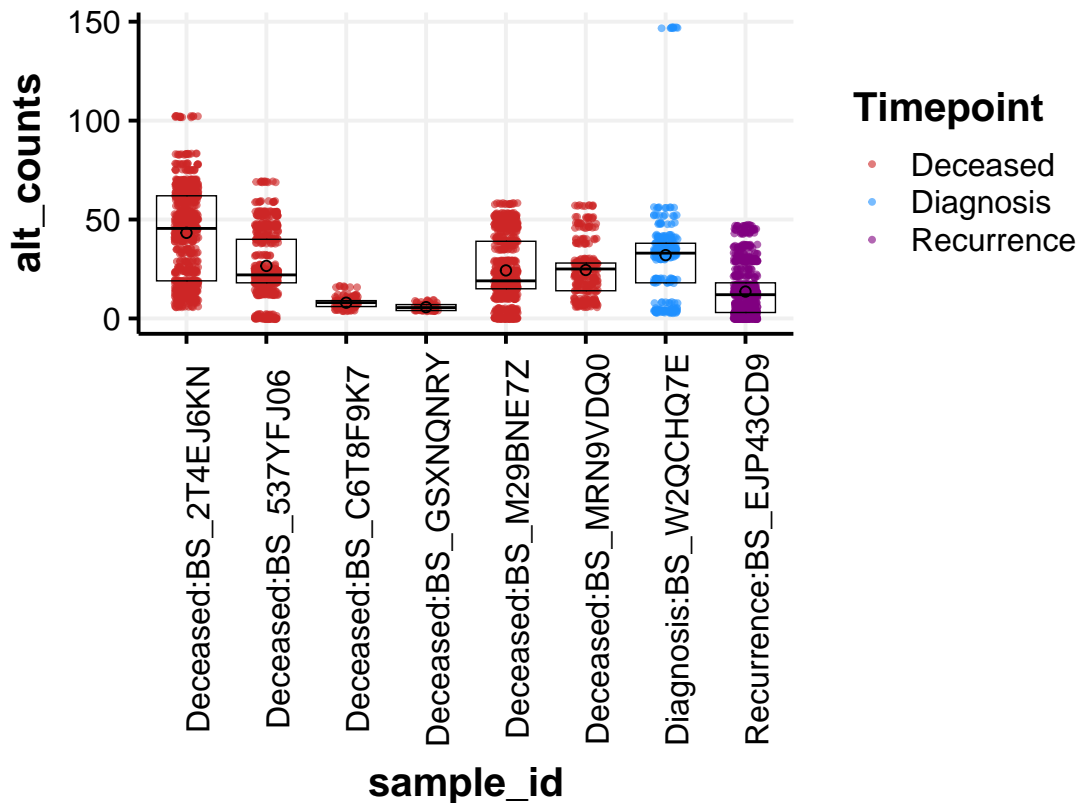 150
100
50
0
alt_counts
Deceased:BS_2T4EJ6KN
Deceased:BS_537YFJ06
Deceased:BS_C6T8F9K7
Deceased:BS_GSXNQNRY
Deceased:BS_M29BNE7Z
Deceased:BS_MRN9VDQ0
Diagnosis:BS_W2QCHQ7E
Recurrence:BS_EJP43CD9
sample_id
Timepoint
Deceased
Diagnosis
Recurrence